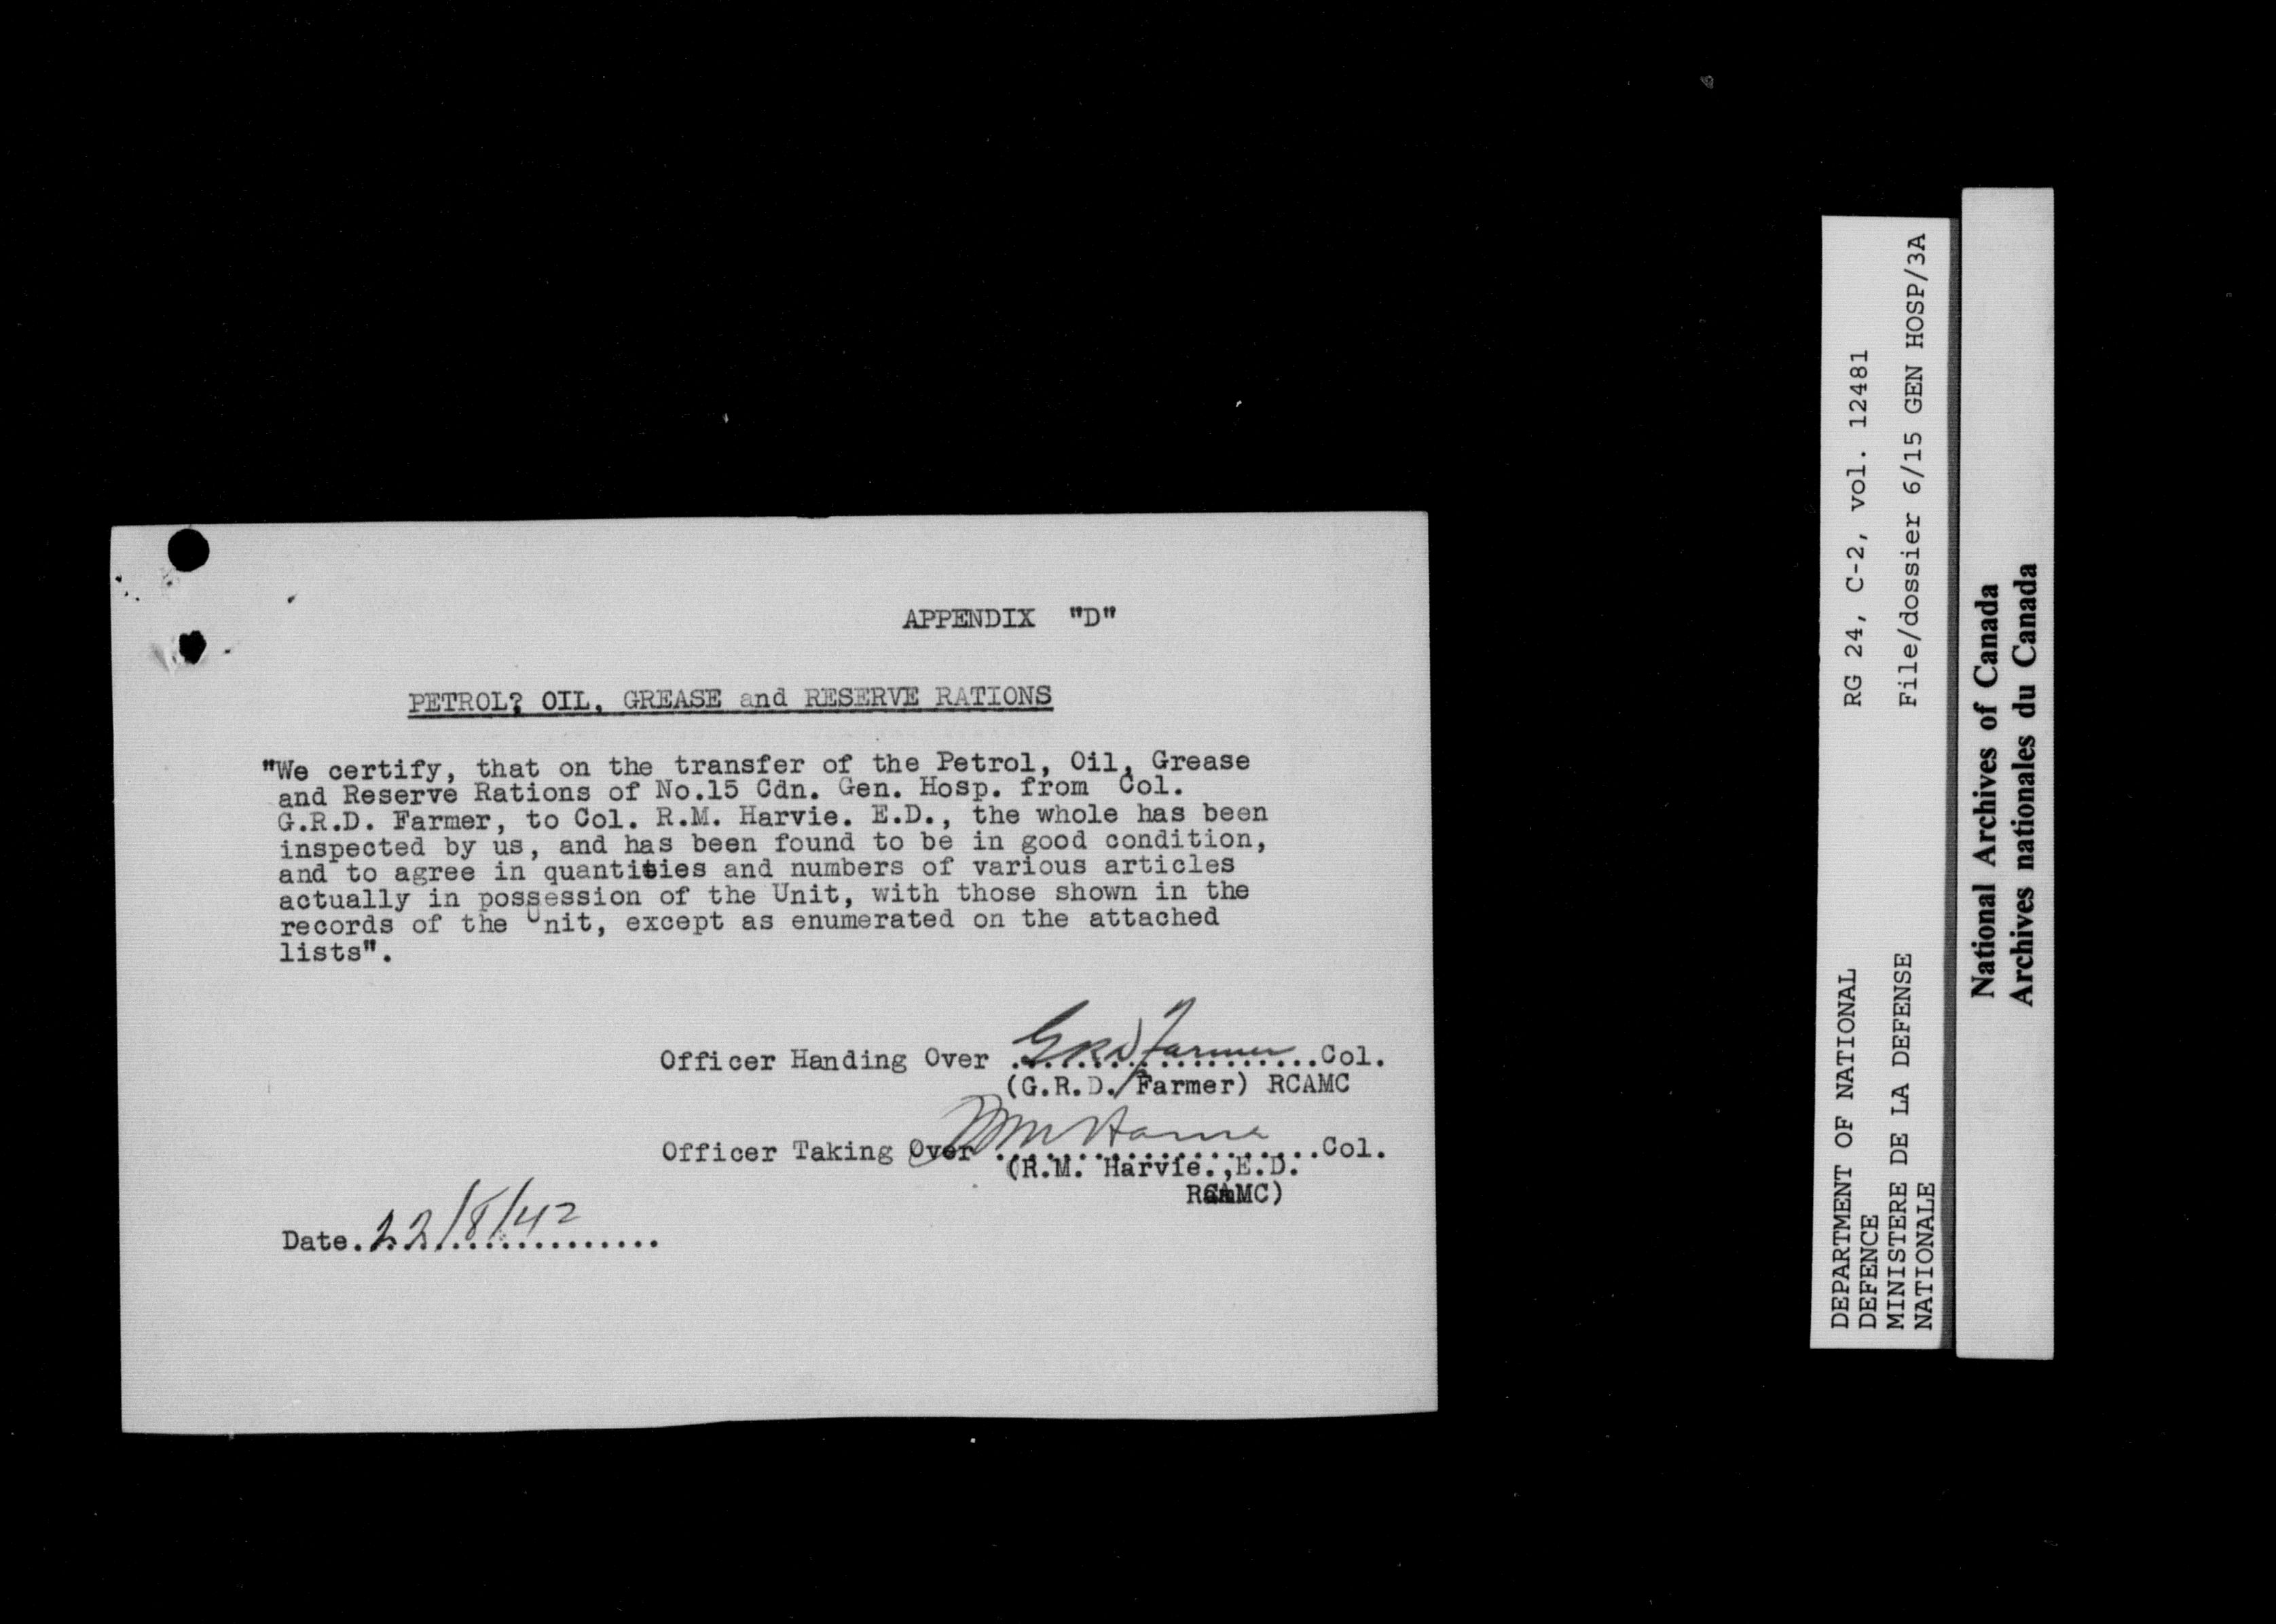 APPENDIX "D"
PETROL? OIL, GREASE and RESERVE RATIONS
"We certify, that on the transfer of the Petrol, Oil, Grease
and Reserve Rations of No.15 Cdn. Gen. Hosp. from Col.
G.R.D. Farmer, to Col. R.M. Harvie. E.D., the whole has been
inspected by us, and has been found to be in good condition,
and to agree in quantities and numbers of various articles
actually in possession of the Unit, with those shown in the
records of the Unit, except as enumerated on the attached
lists".
Officer Handing Over GRD Farmer Col.
(G.R.D. Farmer) RCAMC
Officer Taking Over RM Harvie Col.
(R.M. Harvie.,E.D.
RCAMC)
Date. 22/8/42
DEPARTMENT OF NATIONAL
DEFENCE
MINISTERE DE LA DEFENSE
NATIONALE
RG 24, C-2, vol. 12481
File/dossier 6/15 GEN HOSP/3A
National Archives of Canada
Archives nationales du Canada